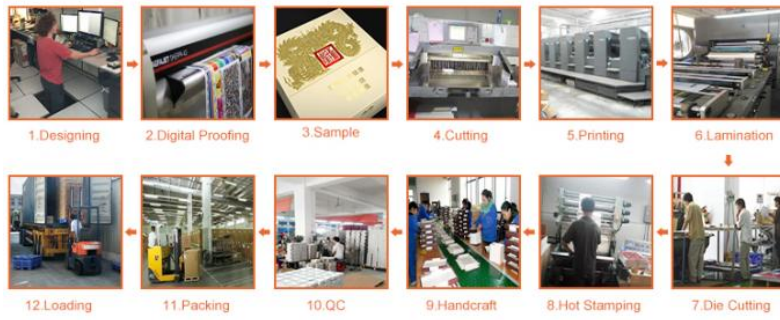 1.Designing
2.Digital Proofing
3.Sample
4.Cutting
5.Printing
6.Lamination
7.Die Cutting
8.Hot Stamping
9.Handcraft
10.QC
11.Packing
12.Loading